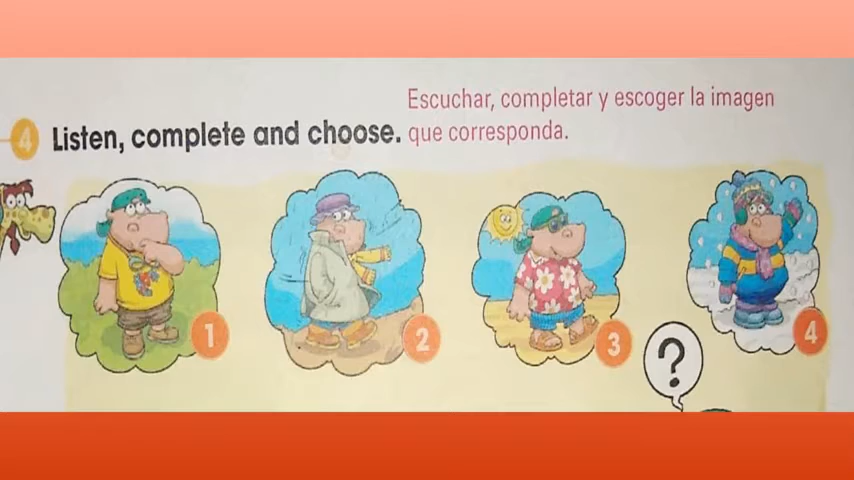 Escuchar, completar y escoger la imagen
4 Listen, complete and choose. que corresponda.
1
2
3
4
?